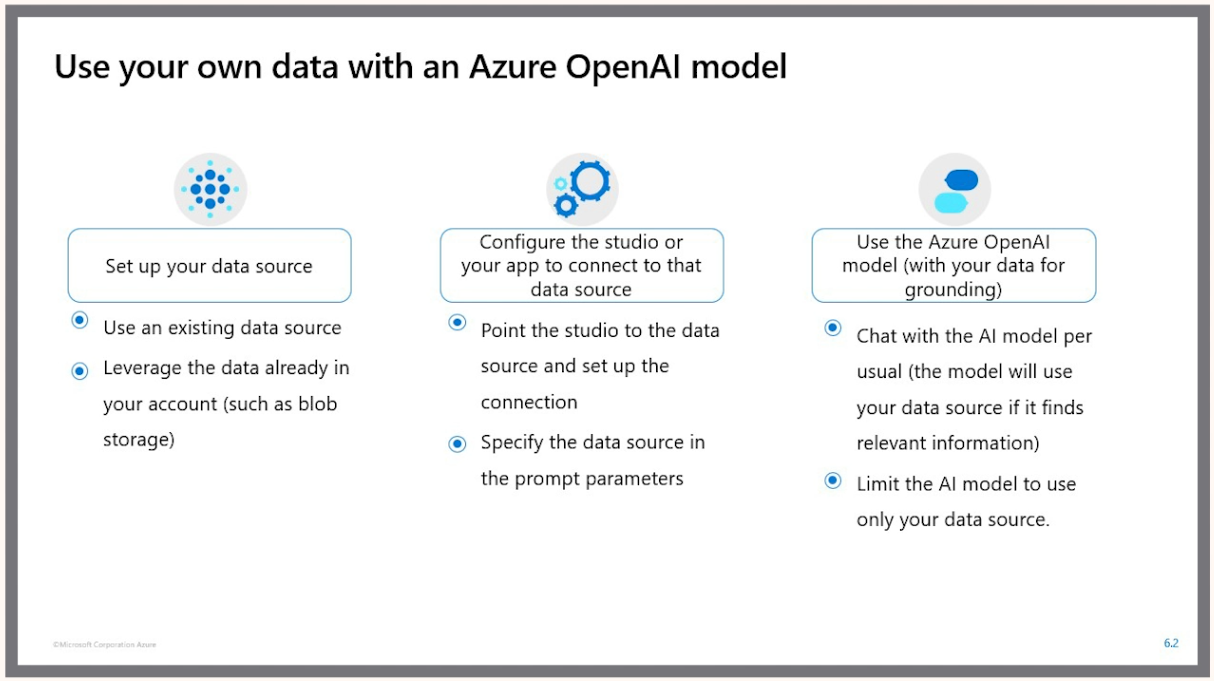 Use your own data with an Azure OpenAI model
Set up your data source
Use an existing data source
Leverage the data already in
your account (such as blob
storage)
Configure the studio or
your app to connect to that
data source
Point the studio to the data
source and set up the
connection
Specify the data source in
the prompt parameters
Use the Azure OpenAI
model (with your data for
grounding)
Chat with the AI model per
usual (the model will use
your data source if it finds
relevant information)
Limit the AI model to use
only your data source.
©Microsoft Corporation Azure
6.2